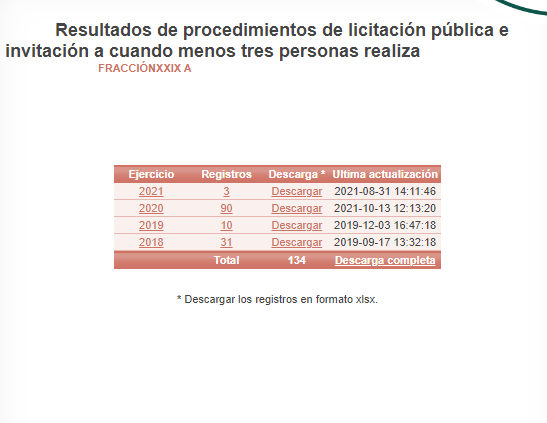 Resultados de procedimientos de licitación pública e
invitación a cuando menos tres personas realiza
FRACCIÓNXXIX A
Ejercicio Registros Descarga * Ultima actualización
2021 3 Descargar 2021-08-31 14:11:46
2020 90 Descargar 2021-10-13 12:13:20
2019 10 Descargar 2019-12-03 16:47:18
2018 31 Descargar 2019-09-17 13:32:18
Total 134 Descarga completa
* Descargar los registros en formato xlsx.